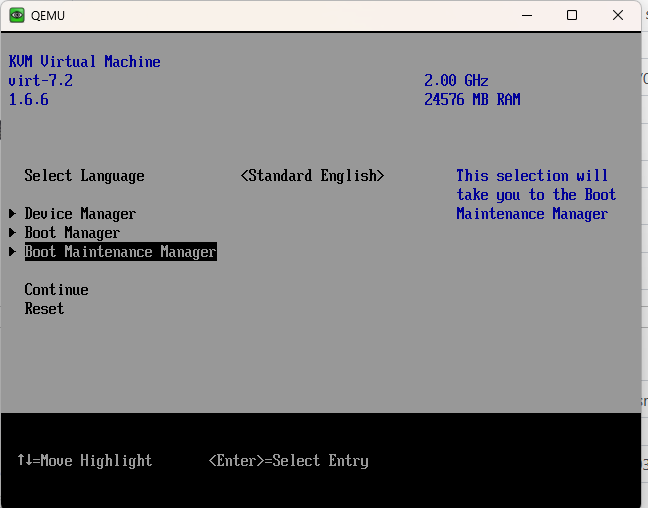 QEMU
KVM Virtual Machine
virt-7.2 2.00 GHz
1.6.6 24576 MB RAM
Select Language <Standard English> This selection will
take you to the Boot
Device Manager Maintenance Manager
Boot Manager
Boot Maintenance Manager
Continue
Reset
↑↓=Move Highlight <Enter>=Select Entry